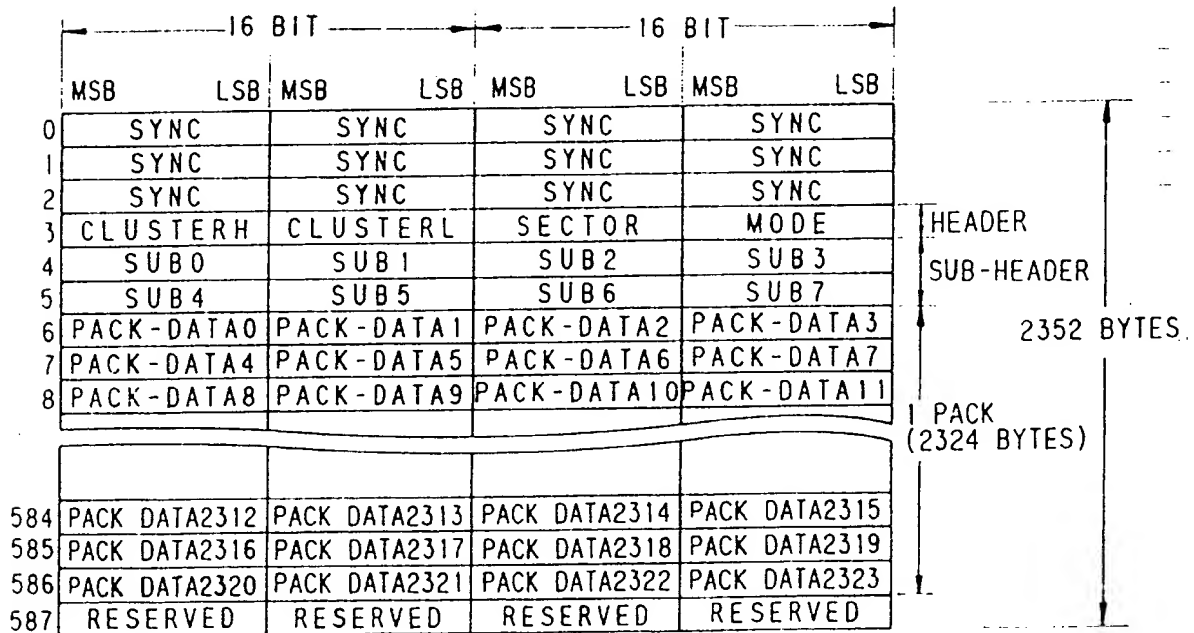 16 BIT 16 BIT
MSB LSB MSB LSB MSB LSB MSB LSB
0 SYNC SYNC SYNC SYNC
1 SYNC SYNC SYNC SYNC
2 SYNC SYNC SYNC SYNC
3 CLUSTERH CLUSTERL SECTOR MODE HEADER
4 SUB0 SUB1 SUB2 SUB3 SUB-HEADER
5 SUB4 SUB5 SUB6 SUB7
6 PACK-DATA0 PACK-DATA1 PACK-DATA2 PACK-DATA3 2352 BYTES
7 PACK-DATA4 PACK-DATA5 PACK-DATA6 PACK-DATA7
8 PACK-DATA8 PACK-DATA9 PACK-DATA10 PACK-DATA11
1 PACK
(2324 BYTES)
584 PACK DATA2312 PACK DATA2313 PACK DATA2314 PACK DATA2315
585 PACK DATA2316 PACK DATA2317 PACK DATA2318 PACK DATA2319
586 PACK DATA2320 PACK DATA2321 PACK DATA2322 PACK DATA2323
587 RESERVED RESERVED RESERVED RESERVED